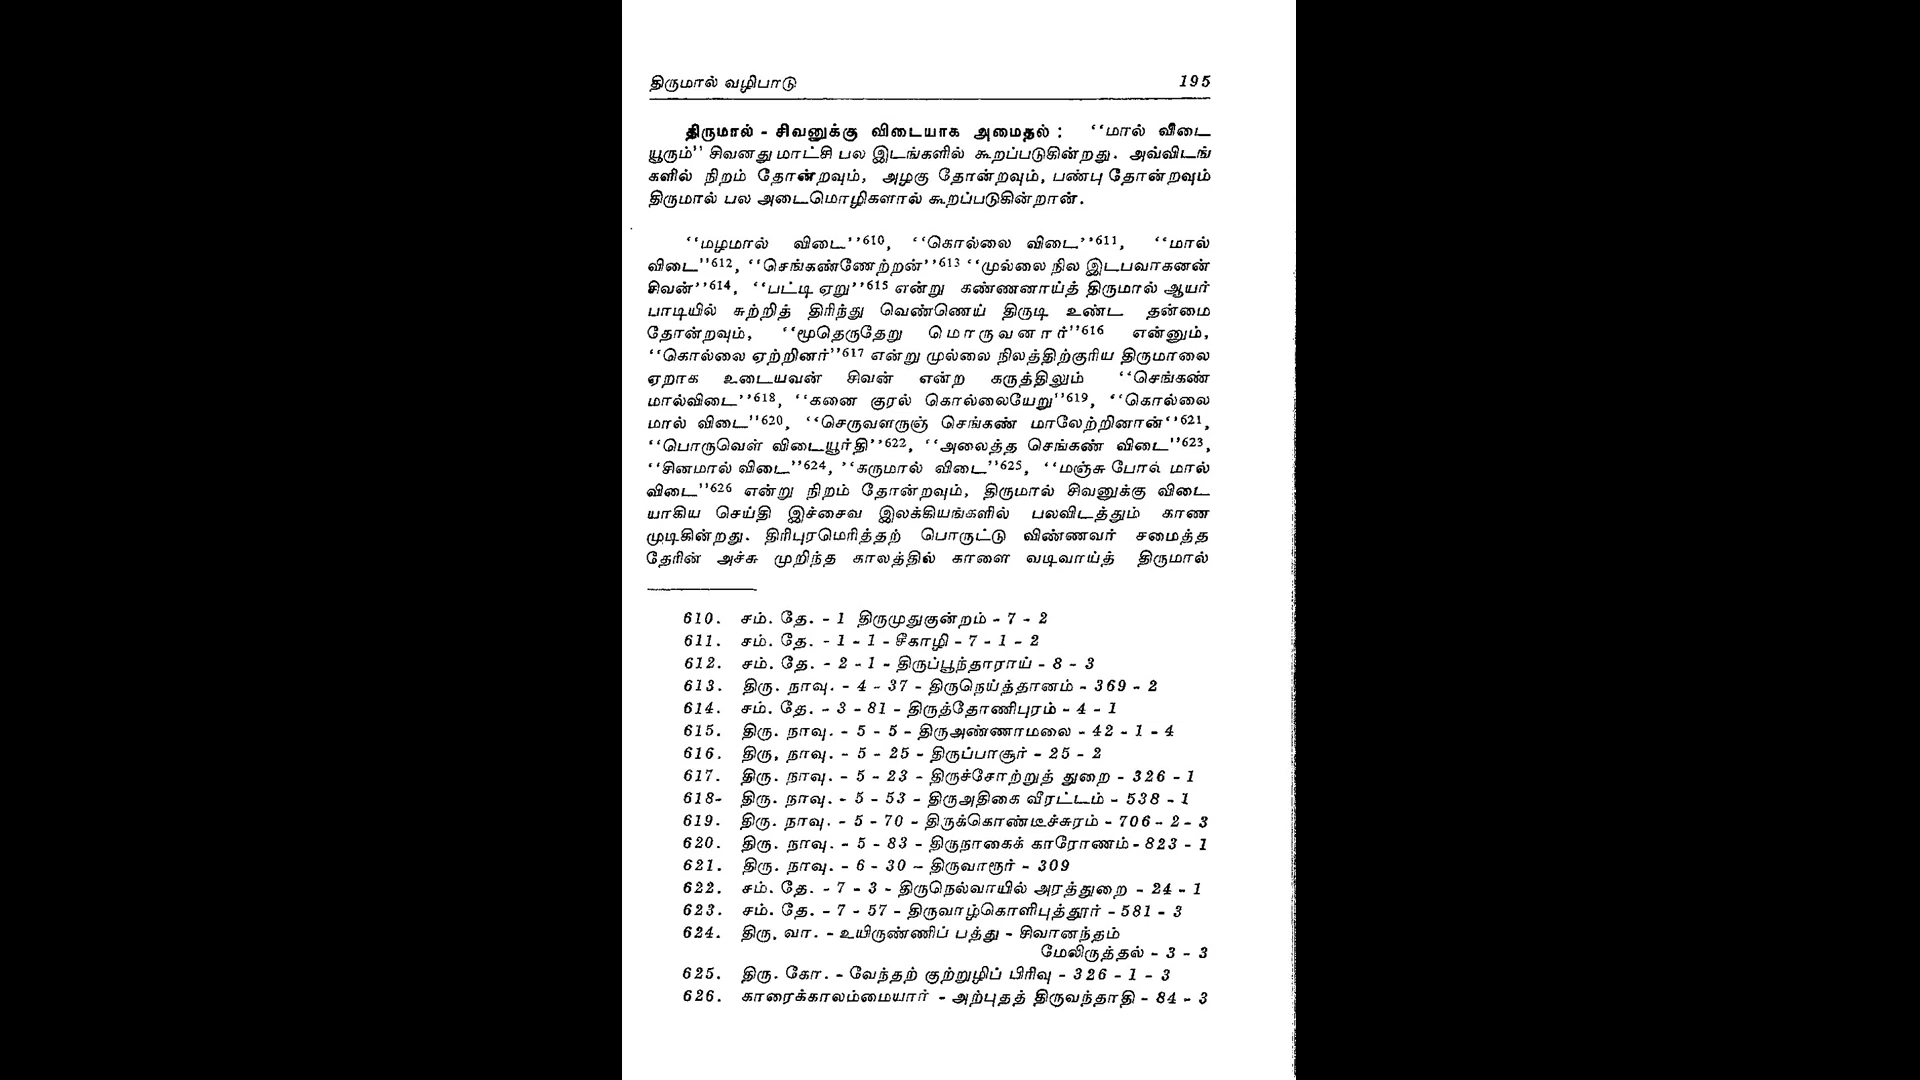 திருமால் வழிபாடு 195
திருமால் - சிவனுக்கு விடையாக அமைதல் : ‘‘மால் விடை
யூரும்’’ சிவனது மாட்சி பல இடங்களில் கூறப்படுகின்றது. அவ்விடங்
களில் நிறம் தோன்றவும், அழகு தோன்றவும், பண்பு தோன்றவும்
திருமால் பல அடைமொழிகளால் கூறப்படுகின்றான்.
‘‘மழமால் விடை’’610, ‘‘கொல்லை விடை’’611, ‘‘மால்
விடை’’612, ‘‘செங்கண்ணேற்றன்’’613 ‘‘முல்லை நில இடபவாகனன்
சிவன்’’614, ‘‘பட்டி ஏறு’’615 என்று கண்ணனாய்த் திருமால் ஆயர்
பாடியில் சுற்றித் திரிந்து வெண்ணெய் திருடி உண்ட தன்மை
தோன்றவும், ‘‘மூதெருதேறு மொருவனார்’’616 என்னும்,
‘‘கொல்லை ஏற்றினர்’’617 என்று முல்லை நிலத்திற்குரிய திருமாலை
ஏறாக உடையவன் சிவன் என்ற கருத்திலும் ‘‘செங்கண்
மால்விடை’’618, ‘‘கனை குரல் கொல்லையேறு’’619, ‘‘கொல்லை
மால் விடை’’620, ‘‘செருவளருஞ் செங்கண் மாலேற்றினான்‘’621,
‘‘பொருவெள் விடையூர்தி’’622, ‘‘அலைத்த செங்கண் விடை’’623,
‘‘சினமால் விடை’’624, ‘‘கருமால் விடை’’625, ‘‘மஞ்சு போல் மால்
விடை’’626 என்று நிறம் தோன்றவும், திருமால் சிவனுக்கு விடை
யாகிய செய்தி இச்சைவ இலக்கியங்களில் பலவிடத்தும் காண
முடிகின்றது. திரிபுரமெரித்தற் பொருட்டு விண்ணவர் சமைத்த
தேரின் அச்சு முறிந்த காலத்தில் காளை வடிவாய்த் திருமால்
610. சம். தே. - 1 திருமுதுகுன்றம் - 7 - 2
611. சம். தே. - 1 - 1 - சீகாழி - 7 - 1 - 2
612. சம். தே. - 2 - 1 - திருப்பூந்தாராய் - 8 - 3
613. திரு. நாவு. - 4 - 37 - திருநெய்த்தானம் - 369 - 2
614. சம். தே. - 3 - 81 - திருத்தோணிபுரம் - 4 - 1
615. திரு. நாவு. - 5 - 5 - திருஅண்ணாமலை - 42 - 1 - 4
616. திரு, நாவு. - 5 - 25 - திருப்பாசூர் - 25 - 2
617. திரு. நாவு. - 5 - 23 - திருச்சோற்றுத் துறை - 326 - 1
618- திரு. நாவு. - 5 - 53 - திருஅதிகை வீரட்டம் - 538 - 1
619. திரு. நாவு. - 5 - 70 - திருக்கொண்டீச்சுரம் - 706 - 2 - 3
620. திரு. நாவு. - 5 - 83 - திருநாகைக் காரோணம் - 823 - 1
621. திரு. நாவு. - 6 - 30 - திருவாரூர் - 309
622. சம். தே. - 7 - 3 - திருநெல்வாயில் அரத்துறை - 24 - 1
623. சம். தே. - 7 - 57 - திருவாழ்கொளிபுத்தூர் - 581 - 3
624. திரு. வா. - உயிருண்ணிப் பத்து - சிவானந்தம்
மேலிருத்தல் - 3 - 3
625. திரு. கோ. - வேந்தற் குற்றுழிப் பிரிவு - 326 - 1 - 3
626. காரைக்காலம்மையார் - அற்புதத் திருவந்தாதி - 84 - 3